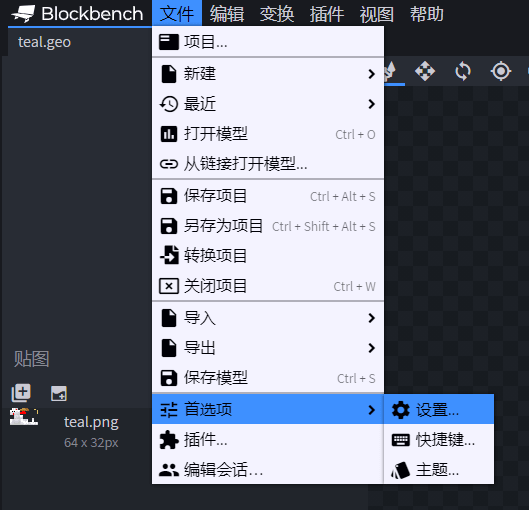 Blockbench 文件 编辑 变换 插件 视图 帮助
teal.geo
项目...
新建
最近
打开模型 Ctrl + O
从链接打开模型...
保存项目 Ctrl + Alt + S
另存为项目 Ctrl + Shift + Alt + S
转换项目
关闭项目 Ctrl + W
导入
导出
保存模型 Ctrl + S
首选项
插件...
编辑会话...
设置...
快捷键...
主题...
贴图
teal.png
64 x 32px